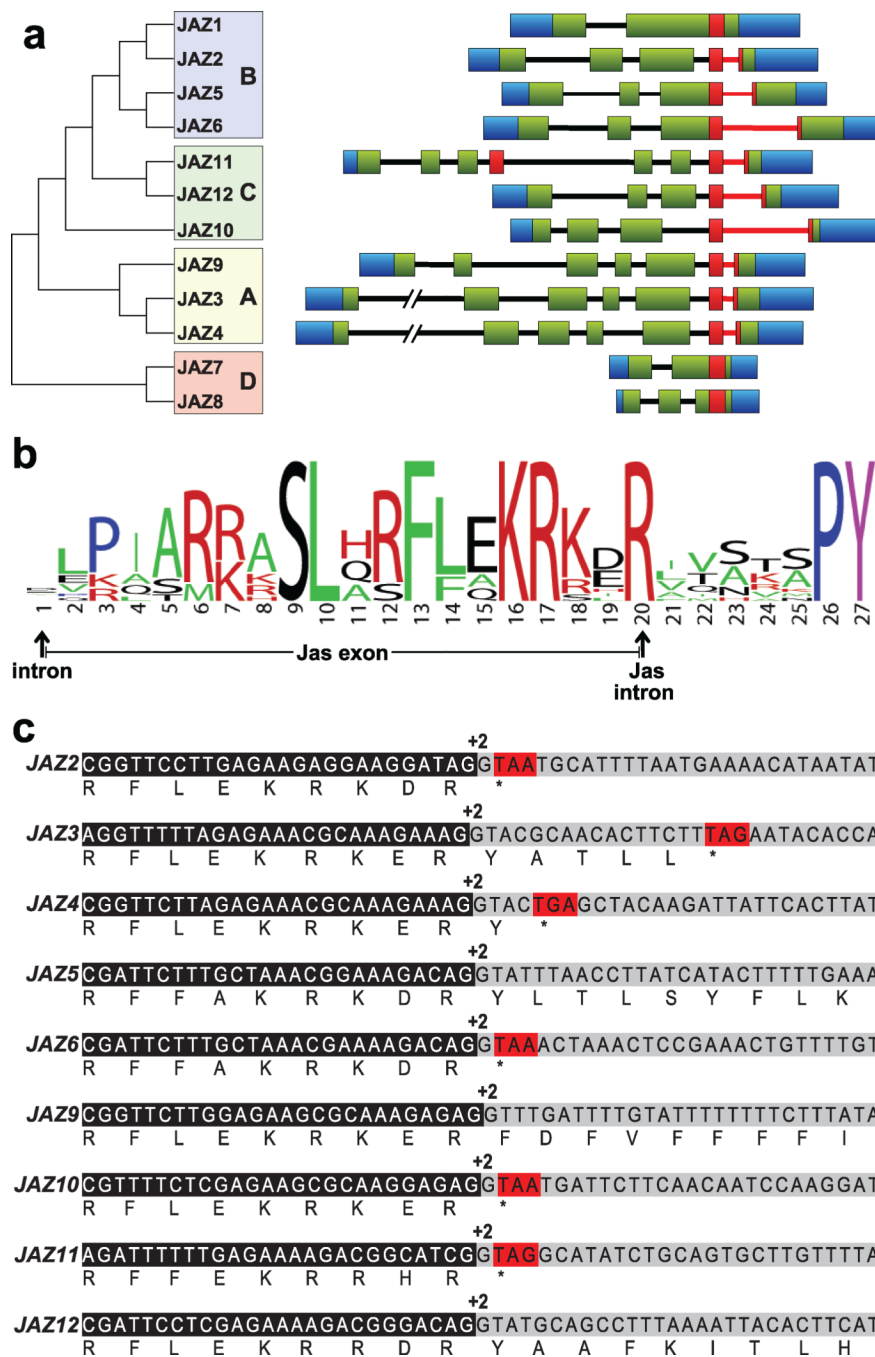 a
JAZ1
JAZ2
B
JAZ5
JAZ6
JAZ11
JAZ12 C
JAZ10
JAZ9
JAZ3 A
JAZ4
JAZ7
D
JAZ8
b
1 2 3 4 5 6 7 8 9 10 11 12 13 14 15 16 17 18 19 20 21 22 23 24 25 26 27
intron
Jas exon
Jas intron
c
+2
JAZ2 CGGTTCCTTGAGAAGAGGAAGGATAGGTAATGCATTTTAATGAAAACATAATAT
R F L E K R K D R *
+2
JAZ3 AGGTTTTTAGAGAAACGCAAAGAAAGGTACGCAACACTTCTTTAGAATACACCA
R F L E K R K E R Y A T L L *
+2
JAZ4 CGGTTCTTAGAGAAACGCAAAGAAAGGTACTGAGCTACAAGATTATTCACTTAT
R F L E K R K E R Y *
+2
JAZ5 CGATTCTTTGCTAAACGGAAAGACAGGTATTTAACCTTATCATACTTTTTGAAA
R F F A K R K D R Y L T L S Y F L K
+2
JAZ6 CGATTCTTTGCTAAACGAAAAGACAGGTAAACTAAACTCCGAAACTGTTTTGT
R F F A K R K D R *
+2
JAZ9 CGGTTCTTGGAGAAGCGCAAAGAGAGGTTTGATTTTGTATTTTTTTTCTTTATA
R F L E K R K E R F D F V F F F F I
+2
JAZ10 CGTTTTCTCGAGAAGCGCAAGGAGAGGTAATGATTCTTCAACAATCCAAGGAT
R F L E K R K E R *
+2
JAZ11 AGATTTTTTGAGAAAAGACGGCATCGGTAGGCATATCTGCAGTGCTTGTTTTA
R F F E K R R H R *
+2
JAZ12 CGATTCCTCGAGAAAAGACGGGACAGGTATGCAGCCTTTAAAATTACACTTCAT
R F L E K R R D R Y A A F K I T L H